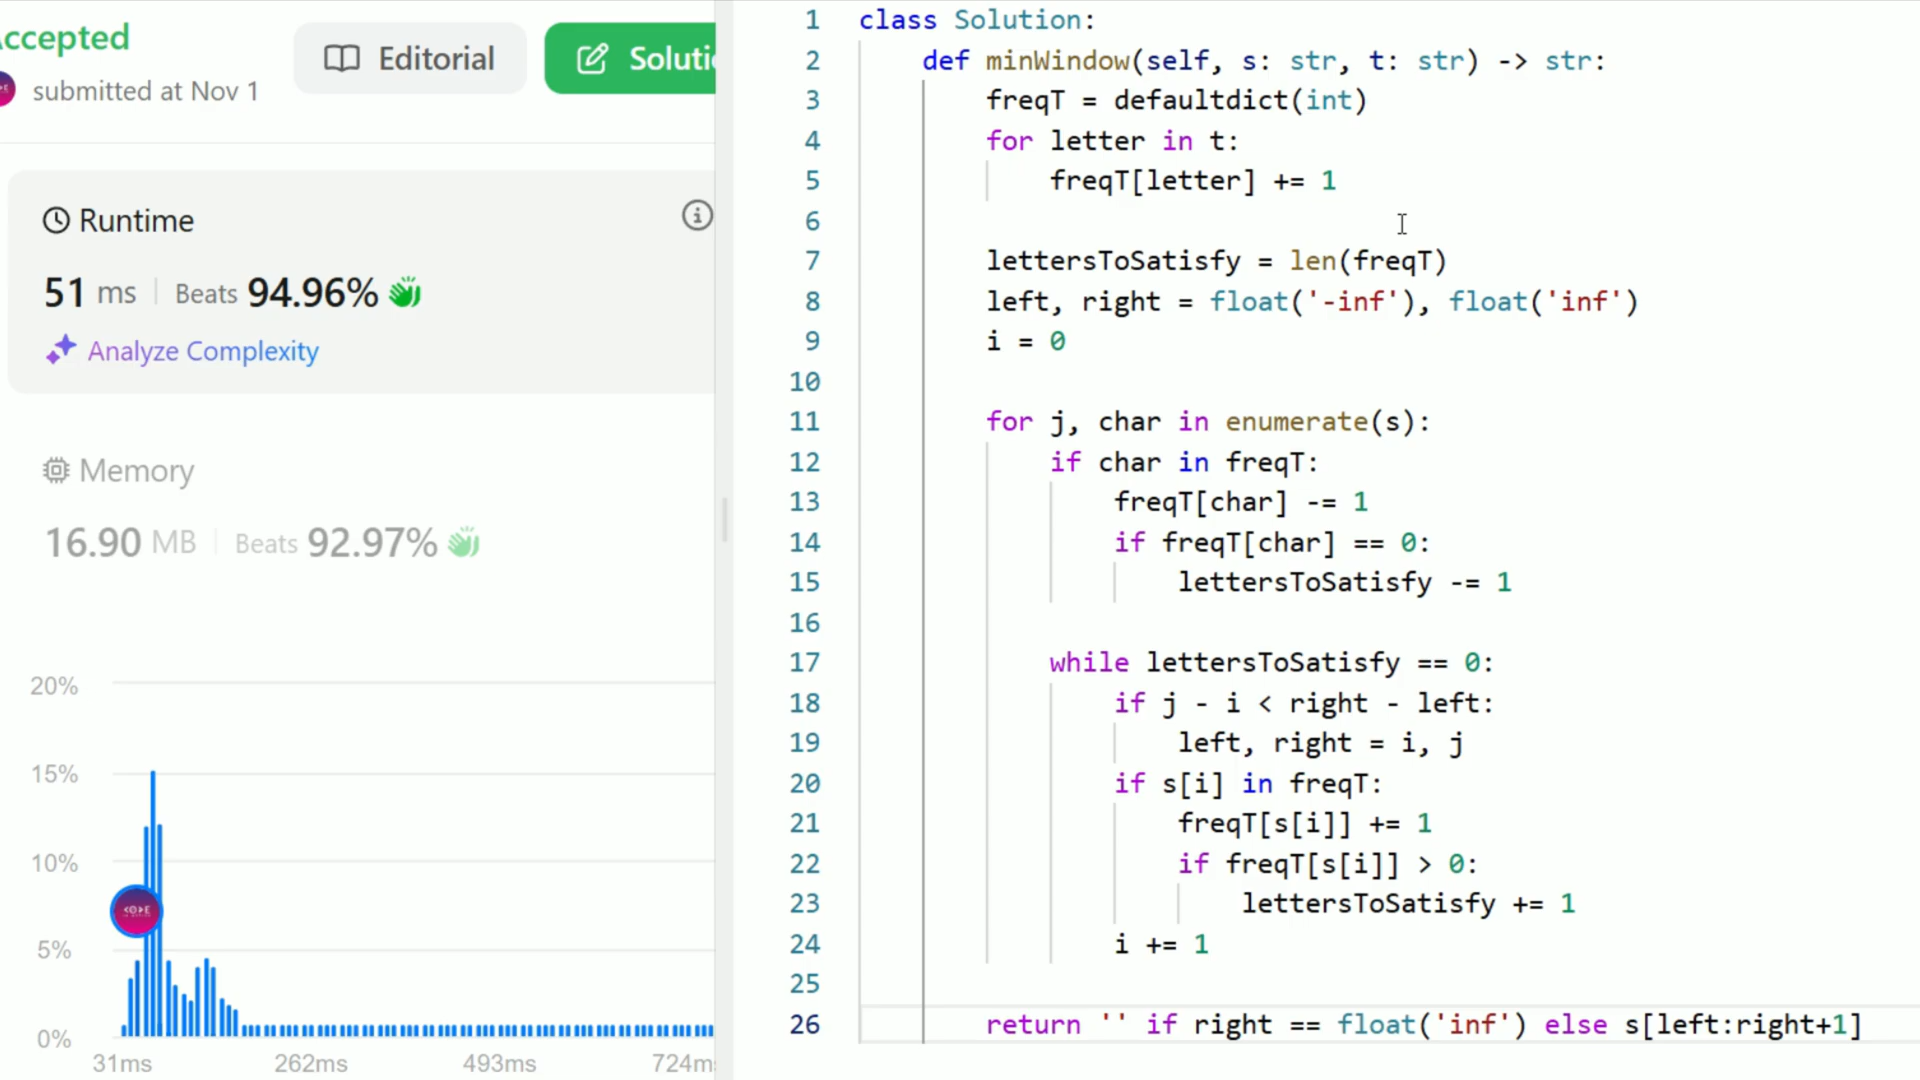 ccepted
submitted at Nov 1
Editorial
Soluti
Runtime
51 ms | Beats 94.96%
Analyze Complexity
Memory
16.90 MB | Beats 92.97%
20%
15%
10%
5%
0%
31ms 262ms 493ms 724m
1 class Solution:
2 def minWindow(self, s: str, t: str) -> str:
3 freqT = defaultdict(int)
4 for letter in t:
5 freqT[letter] += 1
6
7 lettersToSatisfy = len(freqT)
8 left, right = float('-inf'), float('inf')
9 i = 0
10
11 for j, char in enumerate(s):
12 if char in freqT:
13 freqT[char] -= 1
14 if freqT[char] == 0:
15 lettersToSatisfy -= 1
16
17 while lettersToSatisfy == 0:
18 if j - i < right - left:
19 left, right = i, j
20 if s[i] in freqT:
21 freqT[s[i]] += 1
22 if freqT[s[i]] > 0:
23 lettersToSatisfy += 1
24 i += 1
25
26 return '' if right == float('inf') else s[left:right+1]